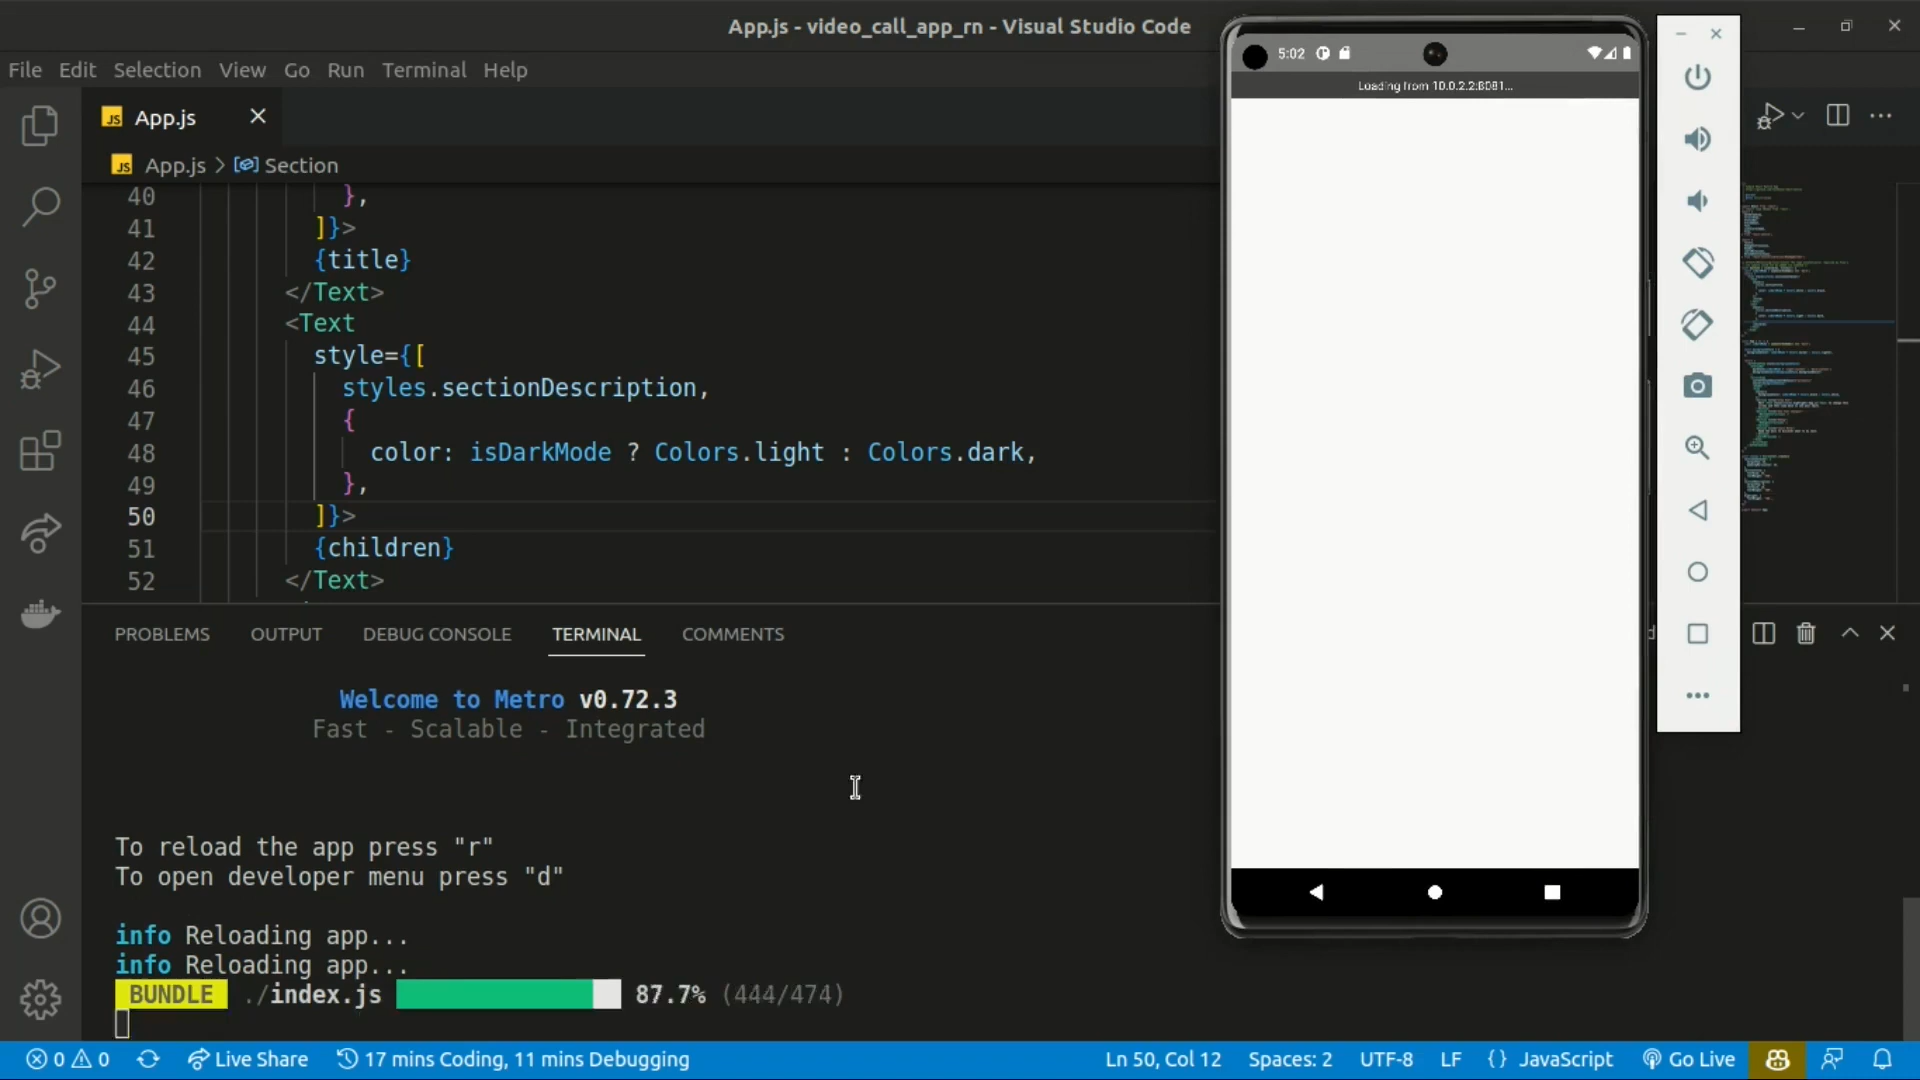 App.js - video_call_app_rn - Visual Studio Code
File Edit Selection View Go Run Terminal Help
JS App.js
JS App.js > Section
40 },
41 ]}>
42 {title}
43 </Text>
44 <Text
45 style={[
46 styles.sectionDescription,
47 {
48 color: isDarkMode ? Colors.light : Colors.dark,
49 },
50 ]}>
51 {children}
52 </Text>
5:02
Loading from 10.0.2.2:8081...
PROBLEMS OUTPUT DEBUG CONSOLE TERMINAL COMMENTS
Welcome to Metro v0.72.3
Fast - Scalable - Integrated
To reload the app press "r"
To open developer menu press "d"
info Reloading app...
info Reloading app...
BUNDLE ./index.js 87.7% (444/474)
0 0 Live Share 17 mins Coding, 11 mins Debugging Ln 50, Col 12 Spaces: 2 UTF-8 LF {} JavaScript Go Live